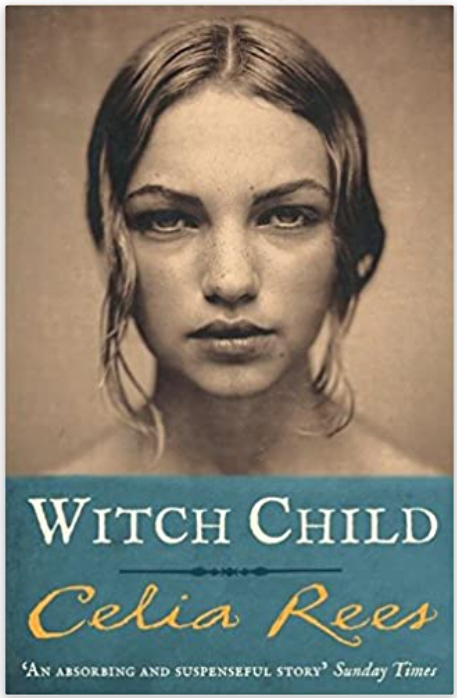 WITCH CHILD
Celia Rees
‘AN ABSORBING AND SUSPENSEFUL STORY’ Sunday Times